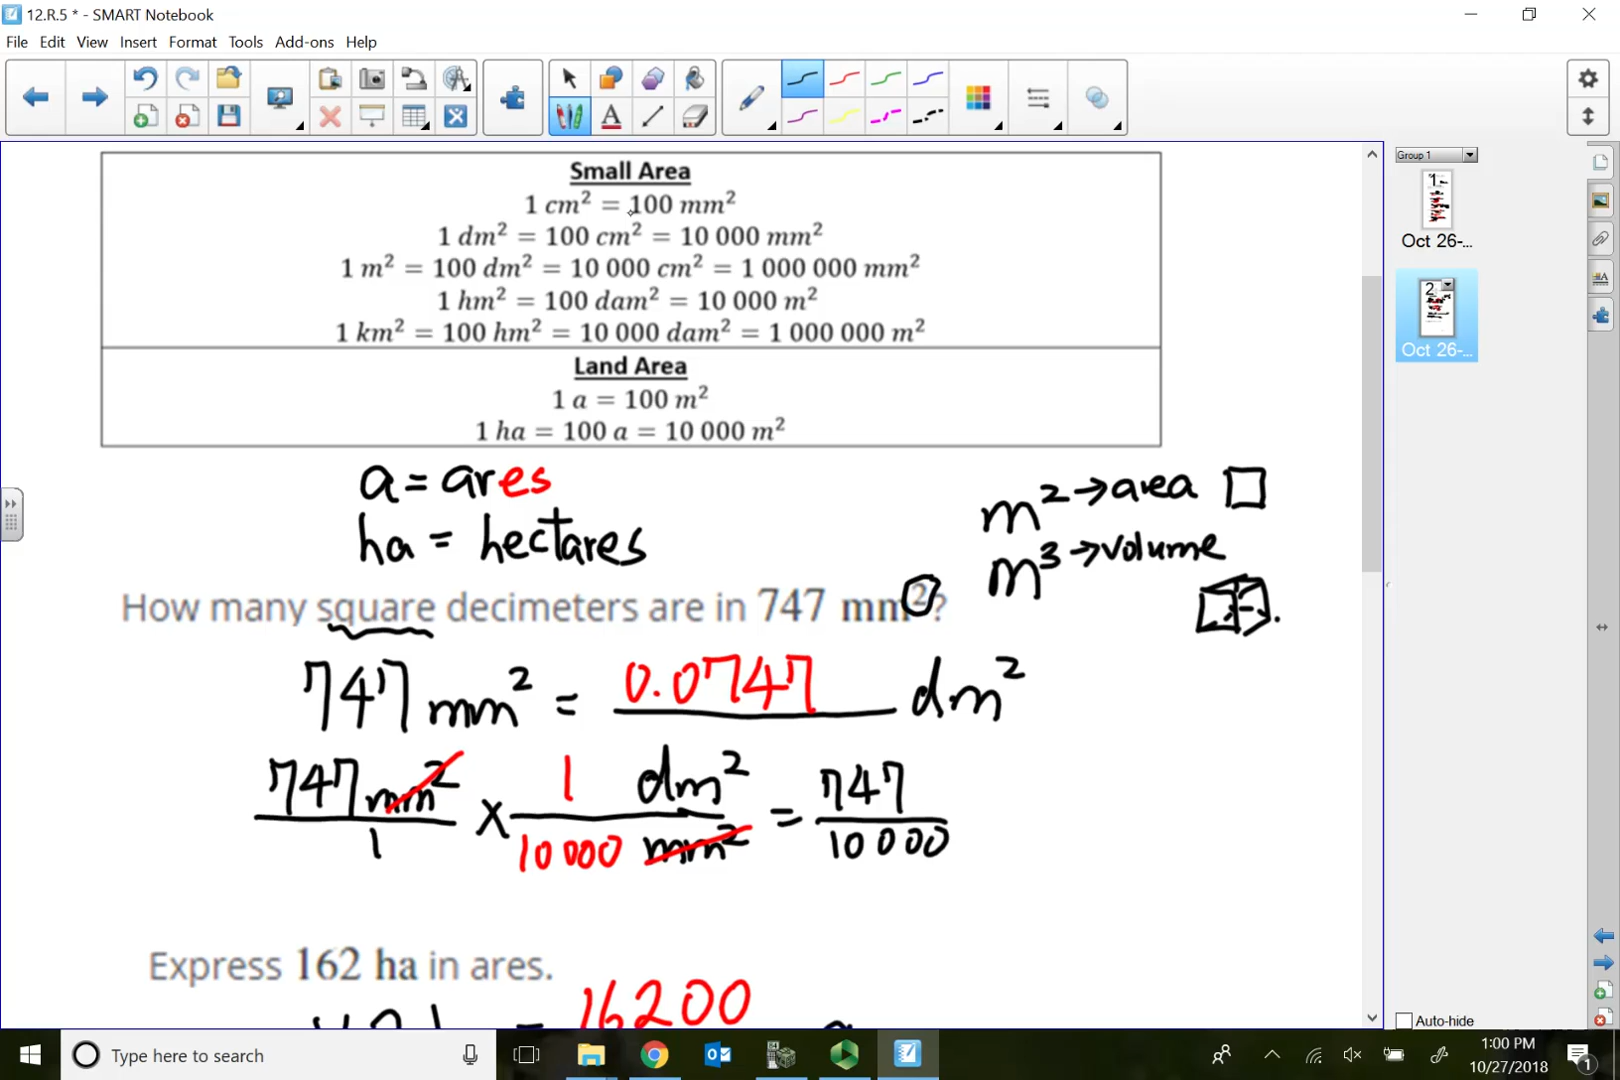 12.R.5 * - SMART Notebook
File Edit View Insert Format Tools Add-ons Help
Small Area
1 cm² = 100 mm²
1 dm² = 100 cm² = 10 000 mm²
1 m² = 100 dm² = 10 000 cm² = 1 000 000 mm²
1 hm² = 100 dam² = 10 000 m²
1 km² = 100 hm² = 10 000 dam² = 1 000 000 m²
Land Area
1 a = 100 m²
1 ha = 100 a = 10 000 m²
a = ares
ha = hectares
m² → area
m³ → volume
How many square decimeters are in 747 mm²?
747 mm² = 0.0747 dm²
747 mm² / 1 × 1 dm² / 10 000 mm² = 747 / 10 000
Express 162 ha in ares.
= 16200
Group 1
1
Oct 26-...
2
Oct 26-...
Auto-hide
Type here to search
1:00 PM
10/27/2018
1